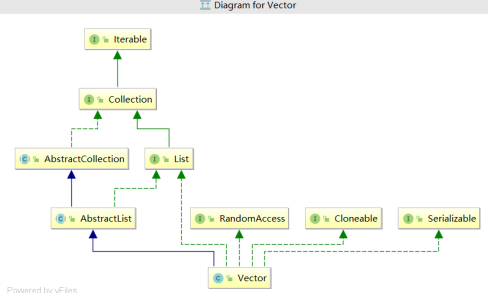 Diagram for Vector
I Iterable
I Collection
C AbstractCollection
I List
C AbstractList
I RandomAccess
I Cloneable
I Serializable
C Vector
Powered by yFiles